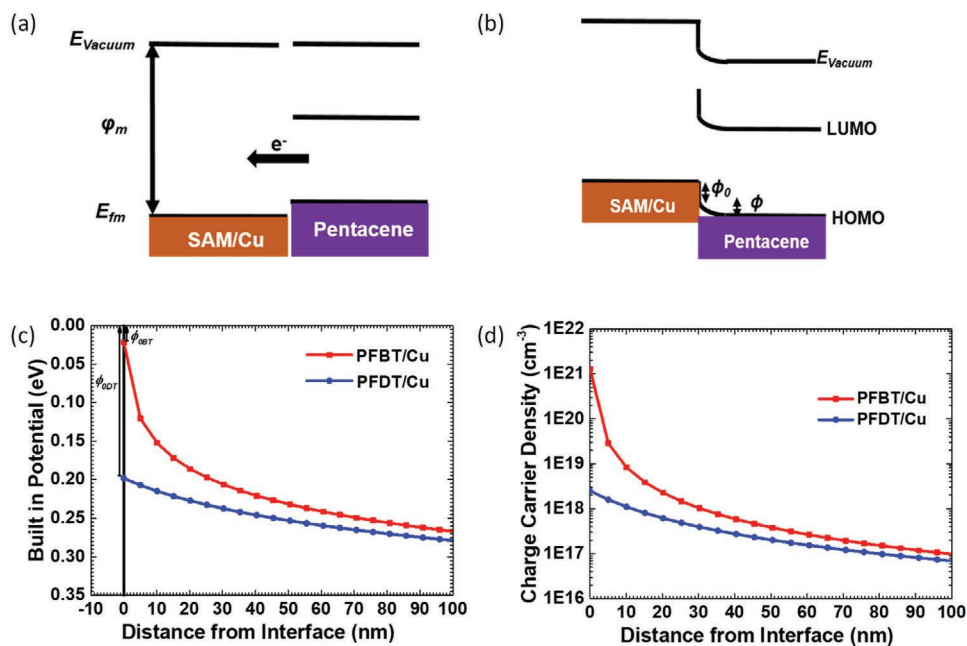 (a)
E_Vacuum
φ_m
e⁻
E_fm
SAM/Cu
Pentacene
(b)
E_Vacuum
LUMO
ϕ_0
ϕ
HOMO
SAM/Cu
Pentacene
(c)
Built in Potential (eV)
0.00
0.05
0.10
0.15
0.20
0.25
0.30
0.35
ϕ_0BT
ϕ_0DT
PFBT/Cu
PFDT/Cu
-10 0 10 20 30 40 50 60 70 80 90 100
Distance from Interface (nm)
(d)
Charge Carrier Density (cm⁻³)
1E22
1E21
1E20
1E19
1E18
1E17
1E16
PFBT/Cu
PFDT/Cu
0 10 20 30 40 50 60 70 80 90 100
Distance from Interface (nm)